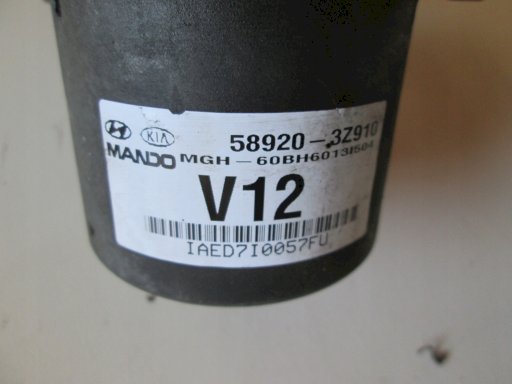 KIA 58920-3Z910
MANDO MGH-60BH6013I504
V12
IAED7I0057FU